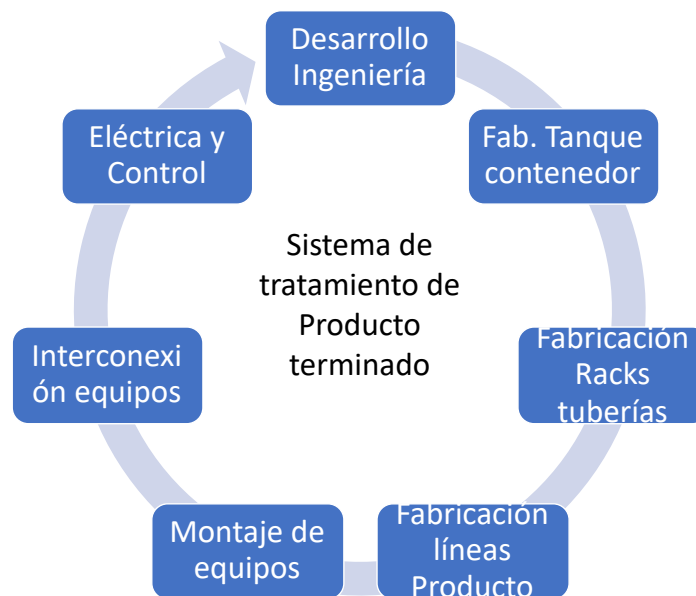 Desarrollo
Ingeniería
Fab. Tanque
contenedor
Fabricación
Racks
tuberías
Fabricación
líneas
Producto
Montaje de
equipos
Interconexi
ón equipos
Eléctrica y
Control
Sistema de
tratamiento de
Producto
terminado